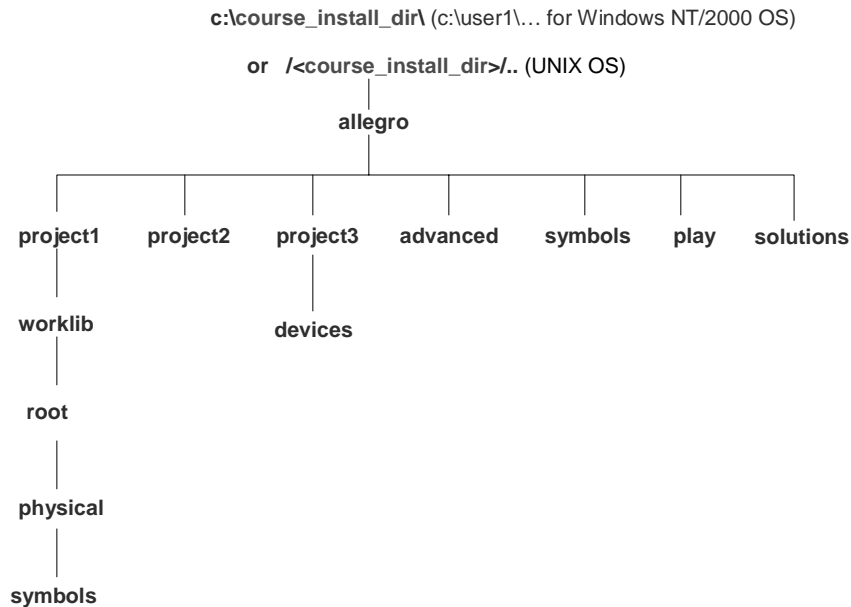 c:\course_install_dir\ (c:\user1\… for Windows NT/2000 OS)
or /<course_install_dir>/.. (UNIX OS)
allegro
project1 project2 project3 advanced symbols play solutions
worklib devices
root
physical
symbols